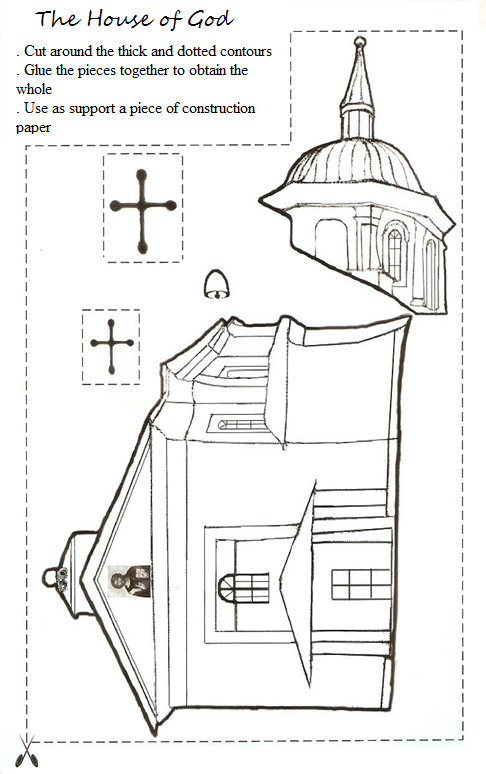 The House of God
. Cut around the thick and dotted contours
. Glue the pieces together to obtain the
whole
. Use as support a piece of construction
paper